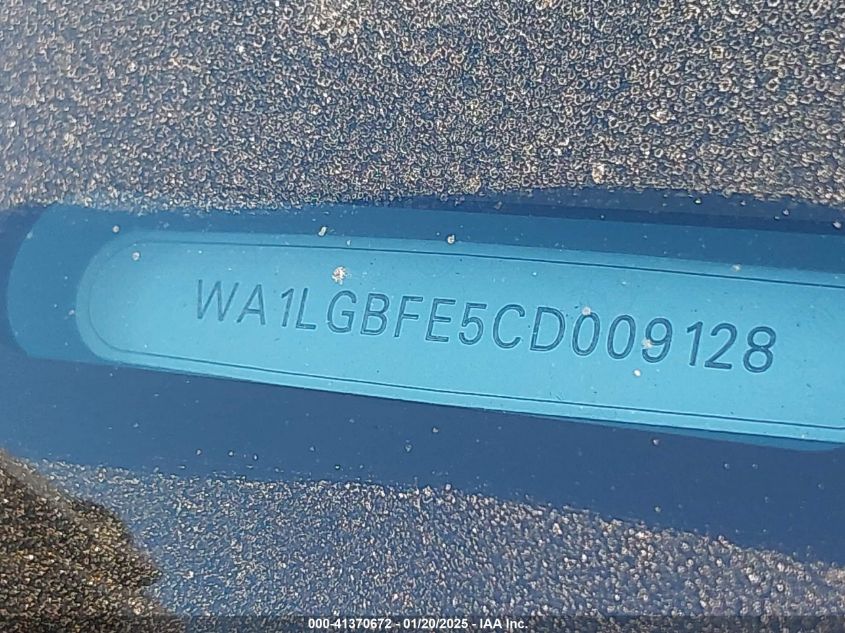 WA1LGBFE5CD009128
000-41370672 / 01/20/2025 - IAA Inc.